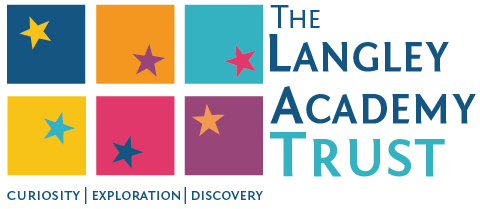 THE
LANGLEY
ACADEMY
TRUST
CURIOSITY | EXPLORATION | DISCOVERY